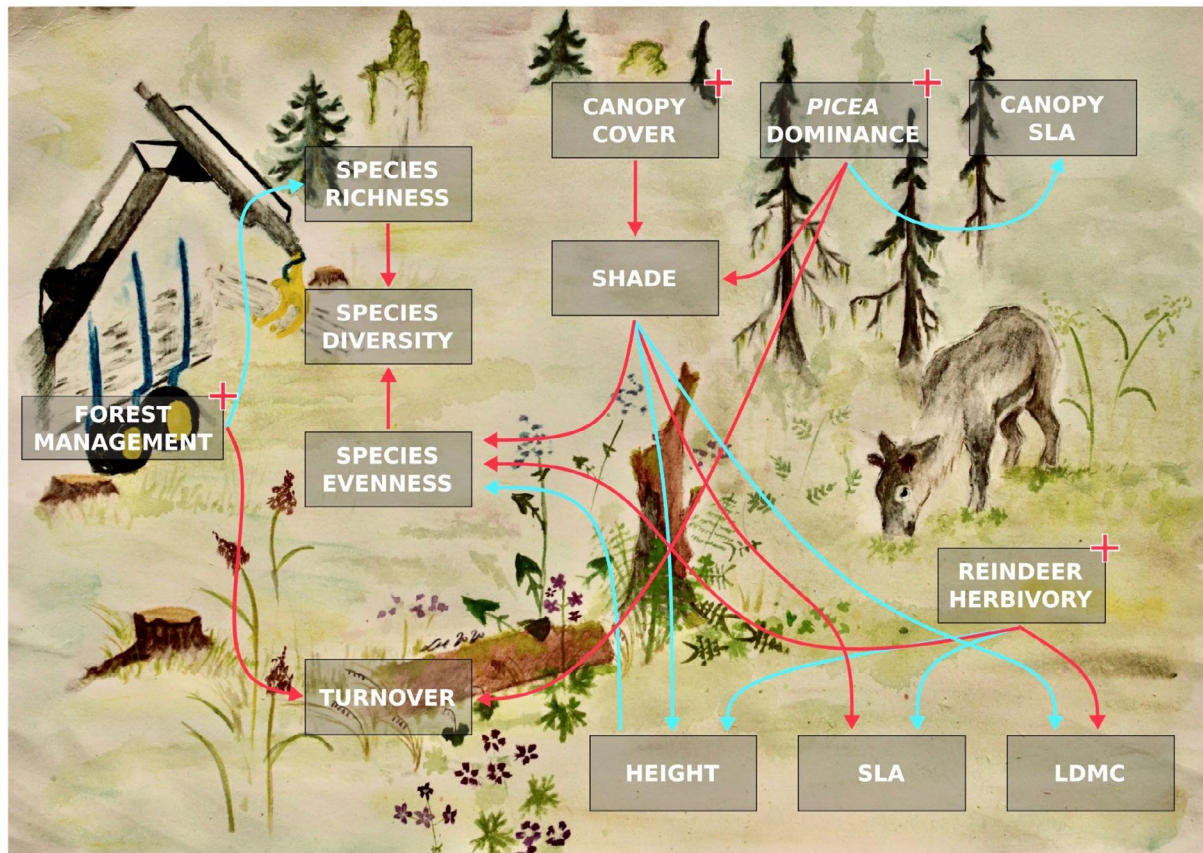 CANOPY
COVER
PICEA
DOMINANCE
CANOPY
SLA
SPECIES
RICHNESS
SHADE
SPECIES
DIVERSITY
FOREST
MANAGEMENT
SPECIES
EVENNESS
REINDEER
HERBIVORY
TURNOVER
HEIGHT
SLA
LDMC